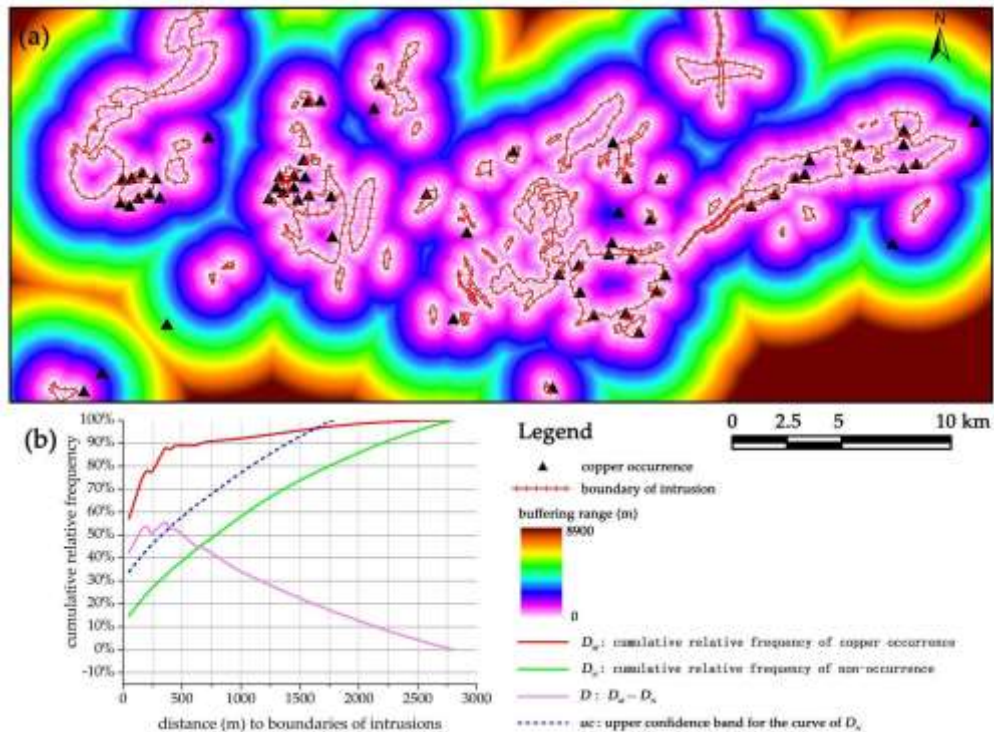 (a)
N
(b)
100%
90%
80%
70%
60%
50%
40%
30%
20%
10%
0%
-10%
cumulative relative frequency
0 500 1000 1500 2000 2500 3000
distance (m) to boundaries of intrusions
0 2.5 5 10 km
Legend
copper occurrence
boundary of intrusion
buffering range (m)
8900
0
Dₘ: cumulative relative frequency of copper occurrence
Dₙ: cumulative relative frequency of non-occurrence
D: Dₘ − Dₙ
uc: upper confidence band for the curve of Dₙ